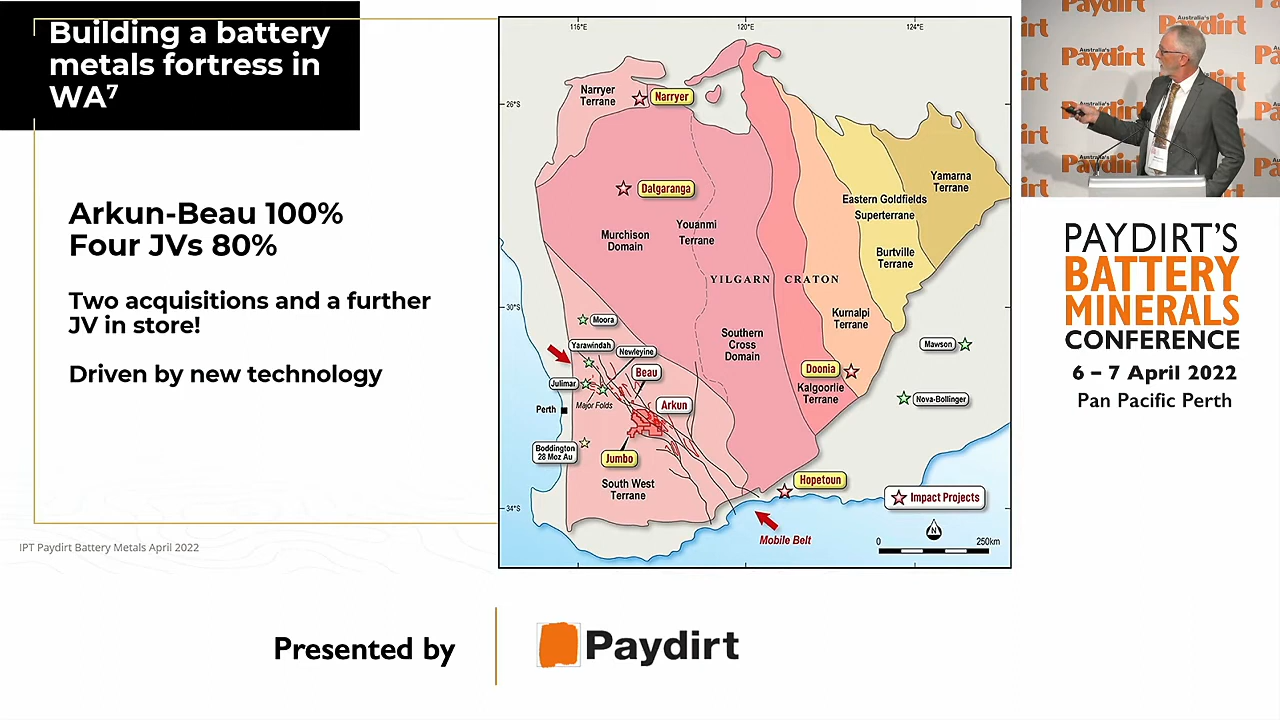 Building a battery
metals fortress in
WA7
Arkun-Beau 100%
Four JVs 80%
Two acquisitions and a further
JV in store!
Driven by new technology
IPT Paydirt Battery Metals April 2022
116°E
120°E
124°E
26°S
30°S
34°S
Narryer
Terrane
Narryer
Dalgaranga
Murchison
Domain
Youanmi
Terrane
YILGARN CRATON
Yamarna
Terrane
Eastern Goldfields
Superterrane
Burtville
Terrane
Kurnalpi
Terrane
Southern
Cross
Domain
Doonia
Kalgoorlie
Terrane
Mawson
Nova-Bollinger
Moora
Yarawindah
Newleyine
Julimar
Beau
Major Folds
Arkun
Perth
Boddington
28 Moz Au
Jumbo
South West
Terrane
Hopetoun
Impact Projects
Mobile Belt
N
0
250km
Australia's
Paydirt
PAYDIRT'S
BATTERY
MINERALS
CONFERENCE
6 – 7 April 2022
Pan Pacific Perth
Presented by
Paydirt